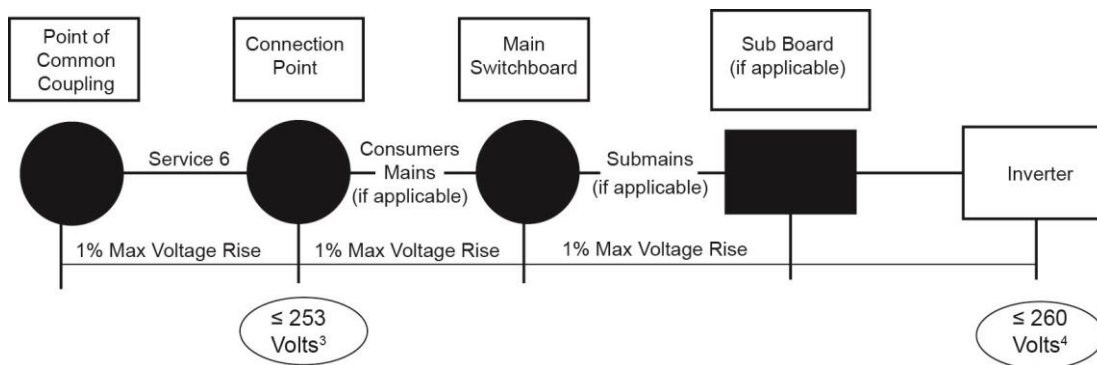 Point of
Common
Coupling
Connection
Point
Main
Switchboard
Sub Board
(if applicable)
Service 6
Consumers
Mains
(if applicable)
Submains
(if applicable)
Inverter
1% Max Voltage Rise
1% Max Voltage Rise
1% Max Voltage Rise
≤ 253
Volts³
≤ 260
Volts⁴